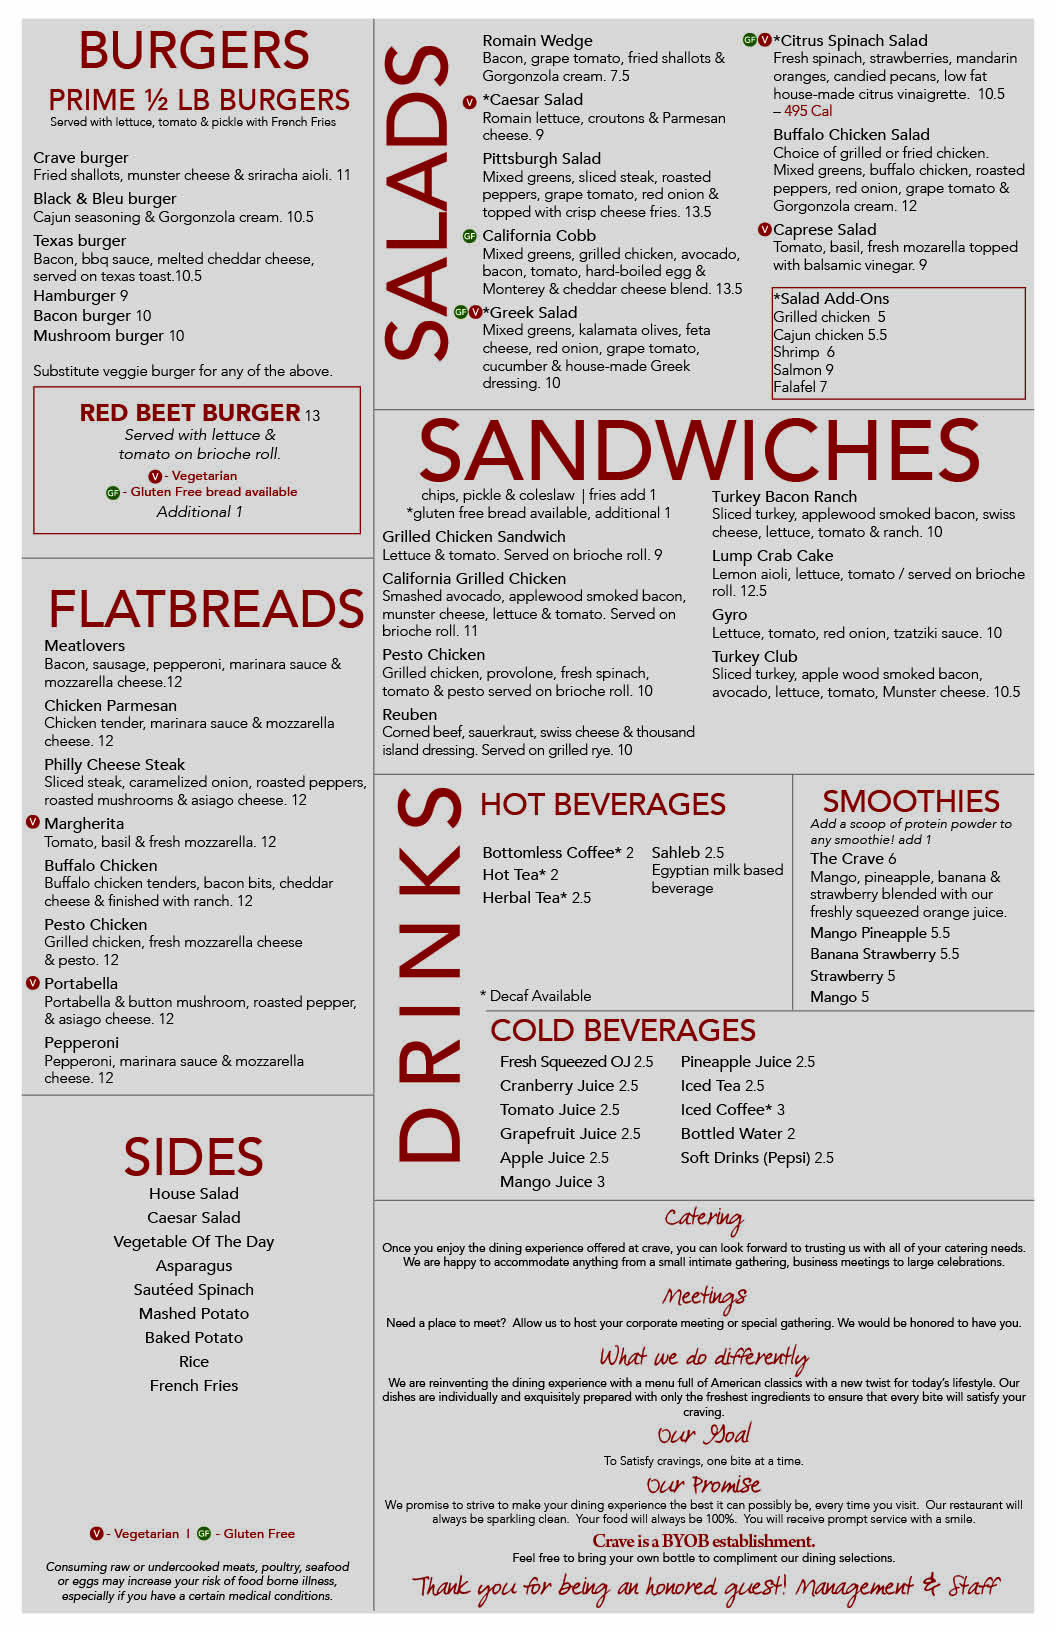 BURGERS
PRIME ½ LB BURGERS
Served with lettuce, tomato & pickle with French Fries
Crave burger
Fried shallots, munster cheese & sriracha aioli. 11
Black & Bleu burger
Cajun seasoning & Gorgonzola cream. 10.5
Texas burger
Bacon, bbq sauce, melted cheddar cheese,
served on texas toast.10.5
Hamburger 9
Bacon burger 10
Mushroom burger 10
Substitute veggie burger for any of the above.
RED BEET BURGER 13
Served with lettuce &
tomato on brioche roll.
V - Vegetarian
GF - Gluten Free bread available
Additional 1
FLATBREADS
Meatlovers
Bacon, sausage, pepperoni, marinara sauce &
mozzarella cheese.12
Chicken Parmesan
Chicken tender, marinara sauce & mozzarella
cheese. 12
Philly Cheese Steak
Sliced steak, caramelized onion, roasted peppers,
roasted mushrooms & asiago cheese. 12
V Margherita
Tomato, basil & fresh mozzarella. 12
Buffalo Chicken
Buffalo chicken tenders, bacon bits, cheddar
cheese & finished with ranch. 12
Pesto Chicken
Grilled chicken, fresh mozzarella cheese
& pesto. 12
V Portabella
Portabella & button mushroom, roasted pepper,
& asiago cheese. 12
Pepperoni
Pepperoni, marinara sauce & mozzarella
cheese. 12
SIDES
House Salad
Caesar Salad
Vegetable Of The Day
Asparagus
Sautéed Spinach
Mashed Potato
Baked Potato
Rice
French Fries
V - Vegetarian | GF - Gluten Free
Consuming raw or undercooked meats, poultry, seafood
or eggs may increase your risk of food borne illness,
especially if you have a certain medical conditions.
SALADS
Romain Wedge
Bacon, grape tomato, fried shallots &
Gorgonzola cream. 7.5
V *Caesar Salad
Romain lettuce, croutons & Parmesan
cheese. 9
Pittsburgh Salad
Mixed greens, sliced steak, roasted
peppers, grape tomato, red onion &
topped with crisp cheese fries. 13.5
GF California Cobb
Mixed greens, grilled chicken, avocado,
bacon, tomato, hard-boiled egg &
Monterey & cheddar cheese blend. 13.5
GF V *Greek Salad
Mixed greens, kalamata olives, feta
cheese, red onion, grape tomato,
cucumber & house-made Greek
dressing. 10
GF V *Citrus Spinach Salad
Fresh spinach, strawberries, mandarin
oranges, candied pecans, low fat
house-made citrus vinaigrette. 10.5
– 495 Cal
Buffalo Chicken Salad
Choice of grilled or fried chicken.
Mixed greens, buffalo chicken, roasted
peppers, red onion, grape tomato &
Gorgonzola cream. 12
V Caprese Salad
Tomato, basil, fresh mozarella topped
with balsamic vinegar. 9
*Salad Add-Ons
Grilled chicken 5
Cajun chicken 5.5
Shrimp 6
Salmon 9
Falafel 7
SANDWICHES
chips, pickle & coleslaw | fries add 1
*gluten free bread available, additional 1
Grilled Chicken Sandwich
Lettuce & tomato. Served on brioche roll. 9
California Grilled Chicken
Smashed avocado, applewood smoked bacon,
munster cheese, lettuce & tomato. Served on
brioche roll. 11
Pesto Chicken
Grilled chicken, provolone, fresh spinach,
tomato & pesto served on brioche roll. 10
Reuben
Corned beef, sauerkraut, swiss cheese & thousand
island dressing. Served on grilled rye. 10
Turkey Bacon Ranch
Sliced turkey, applewood smoked bacon, swiss
cheese, lettuce, tomato & ranch. 10
Lump Crab Cake
Lemon aioli, lettuce, tomato / served on brioche
roll. 12.5
Gyro
Lettuce, tomato, red onion, tzatziki sauce. 10
Turkey Club
Sliced turkey, apple wood smoked bacon,
avocado, lettuce, tomato, Munster cheese. 10.5
DRINKS
HOT BEVERAGES
Bottomless Coffee* 2
Hot Tea* 2
Herbal Tea* 2.5
Sahleb 2.5
Egyptian milk based
beverage
* Decaf Available
SMOOTHIES
Add a scoop of protein powder to
any smoothie! add 1
The Crave 6
Mango, pineapple, banana &
strawberry blended with our
freshly squeezed orange juice.
Mango Pineapple 5.5
Banana Strawberry 5.5
Strawberry 5
Mango 5
COLD BEVERAGES
Fresh Squeezed OJ 2.5
Cranberry Juice 2.5
Tomato Juice 2.5
Grapefruit Juice 2.5
Apple Juice 2.5
Mango Juice 3
Pineapple Juice 2.5
Iced Tea 2.5
Iced Coffee* 3
Bottled Water 2
Soft Drinks (Pepsi) 2.5
Catering
Once you enjoy the dining experience offered at crave, you can look forward to trusting us with all of your catering needs.
We are happy to accommodate anything from a small intimate gathering, business meetings to large celebrations.
Meetings
Need a place to meet? Allow us to host your corporate meeting or special gathering. We would be honored to have you.
What we do differently
We are reinventing the dining experience with a menu full of American classics with a new twist for today's lifestyle. Our
dishes are individually and exquisitely prepared with only the freshest ingredients to ensure that every bite will satisfy your
craving.
Our Goal
To Satisfy cravings, one bite at a time.
Our Promise
We promise to strive to make your dining experience the best it can possibly be, every time you visit. Our restaurant will
always be sparkling clean. Your food will always be 100%. You will receive prompt service with a smile.
Crave is a BYOB establishment.
Feel free to bring your own bottle to compliment our dining selections.
Thank you for being an honored guest! Management & Staff